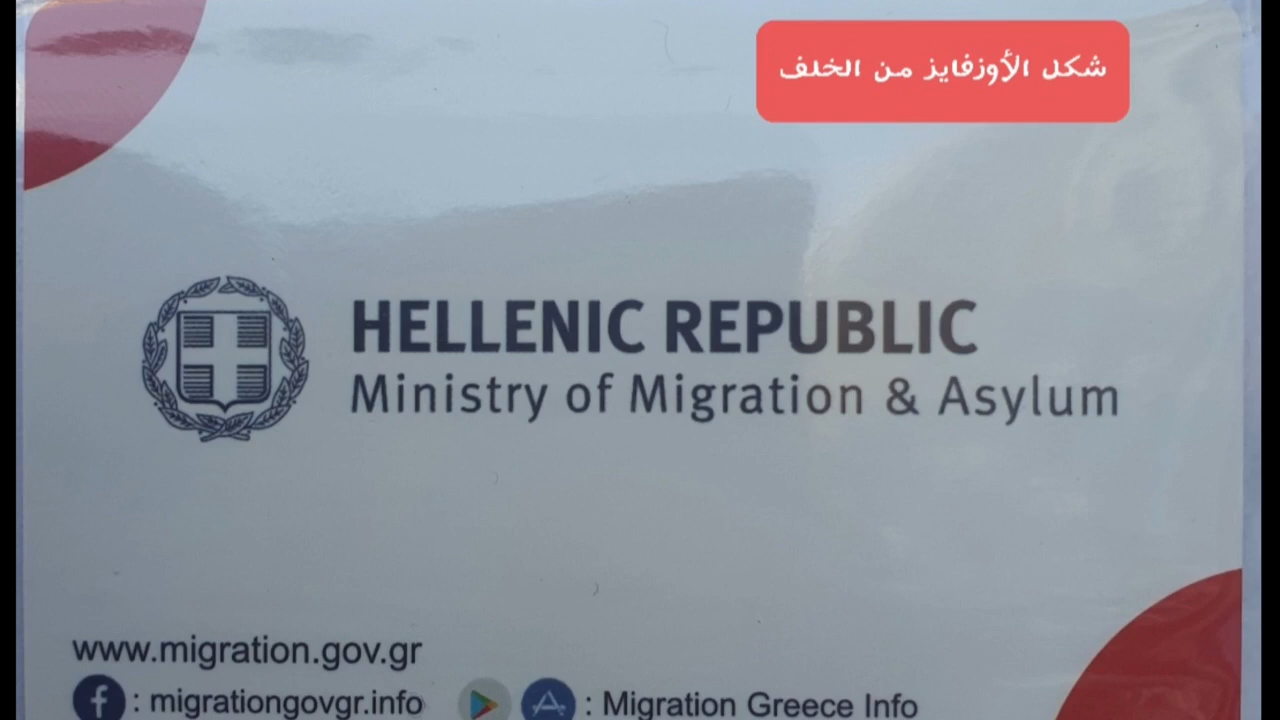 شكل الأوزفايز من الخلف
HELLENIC REPUBLIC
Ministry of Migration & Asylum
www.migration.gov.gr
: migrationgovgr.info
: Migration Greece Info